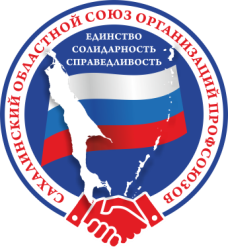 САХАЛИНСКИЙ ОБЛАСТНОЙ СОЮЗ ОРГАНИЗАЦИЙ ПРОФСОЮЗОВ
ЕДИНСТВО
СОЛИДАРНОСТЬ
СПРАВЕДЛИВОСТЬ